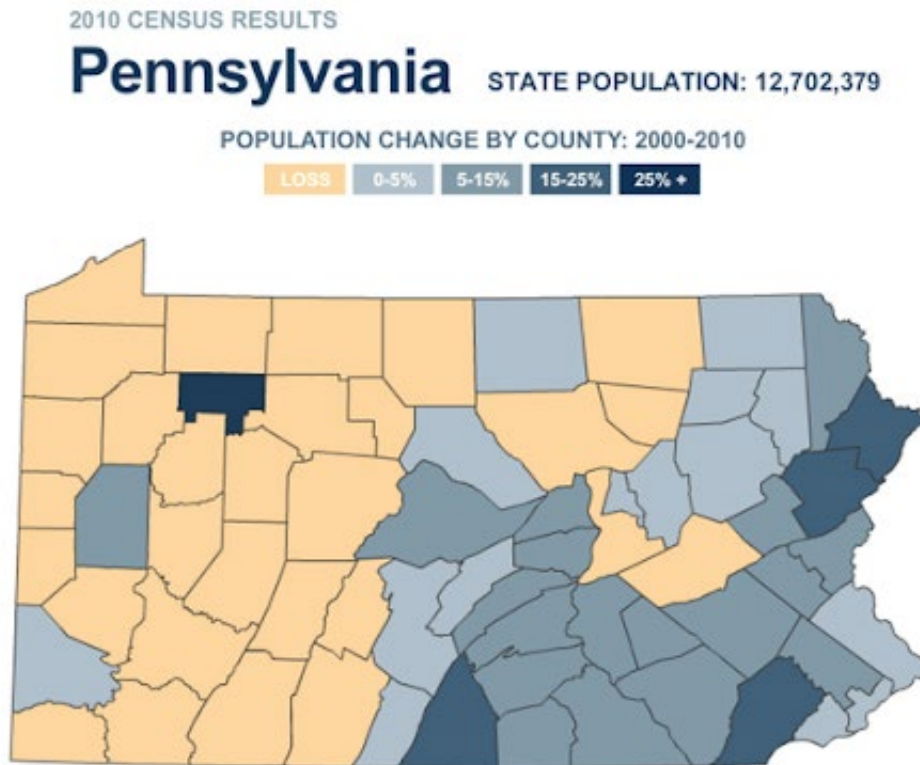 2010 CENSUS RESULTS
Pennsylvania STATE POPULATION: 12,702,379
POPULATION CHANGE BY COUNTY: 2000-2010
LOSS 0-5% 5-15% 15-25% 25% +